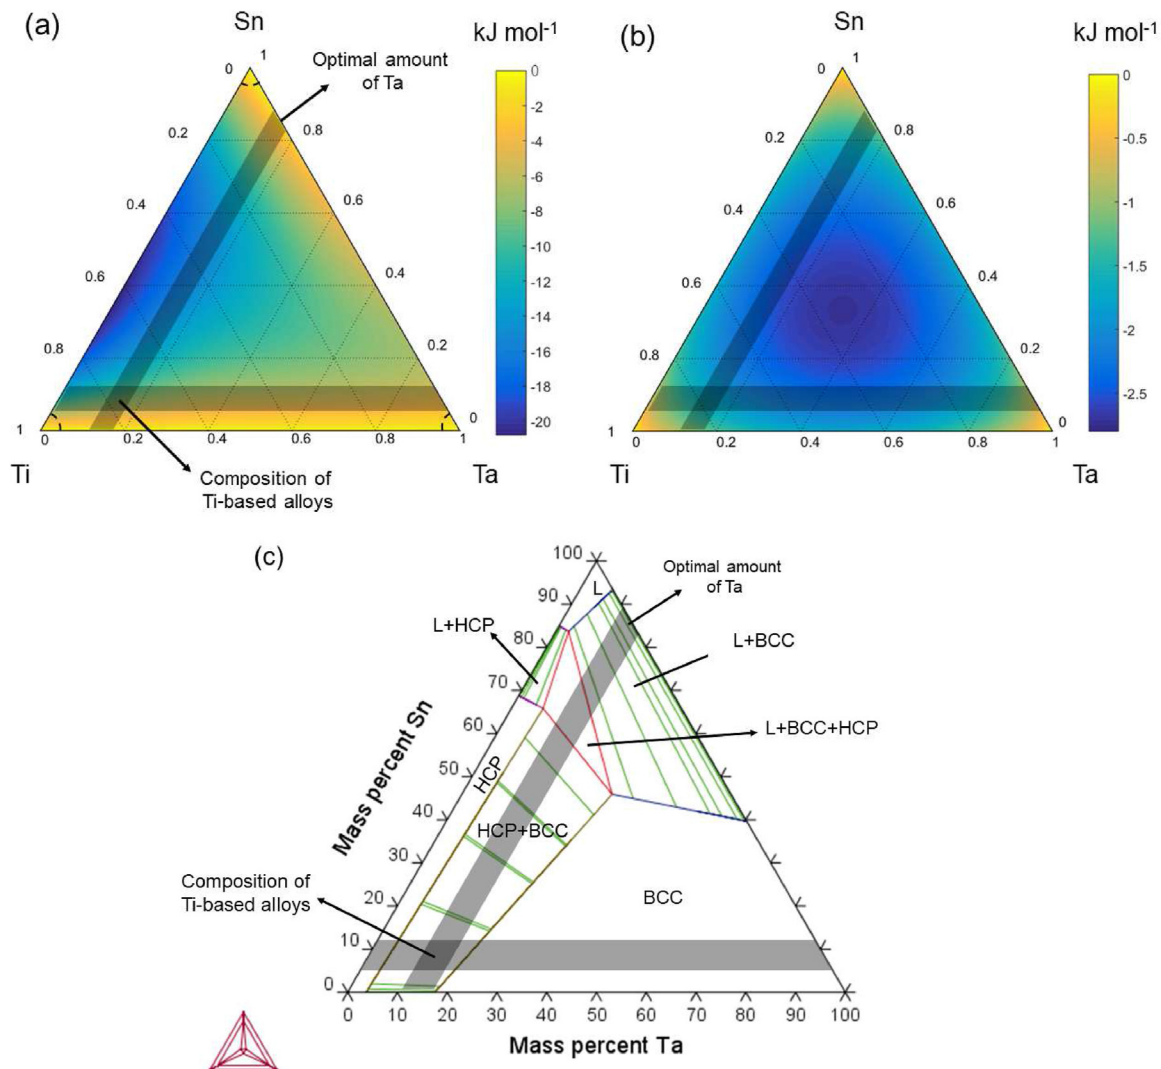 (a)
Sn
kJ mol-1
Optimal amount
of Ta
0
1
0.2
0.8
0.4
0.6
0.6
0.4
0.8
0.2
1
0
0
0.2
0.4
0.6
0.8
1
Ti
Ta
Composition of
Ti-based alloys
0
-2
-4
-6
-8
-10
-12
-14
-16
-18
-20
(b)
Sn
kJ mol-1
0
1
0.2
0.8
0.4
0.6
0.6
0.4
0.8
0.2
1
0
0
0.2
0.4
0.6
0.8
1
Ti
Ta
0
-0.5
-1
-1.5
-2
-2.5
(c)
100
90
80
70
60
50
40
30
20
10
0
Mass percent Sn
Optimal amount
of Ta
L
L+HCP
L+BCC
L+BCC+HCP
HCP
HCP+BCC
BCC
Composition of
Ti-based alloys
0 10 20 30 40 50 60 70 80 90 100
Mass percent Ta